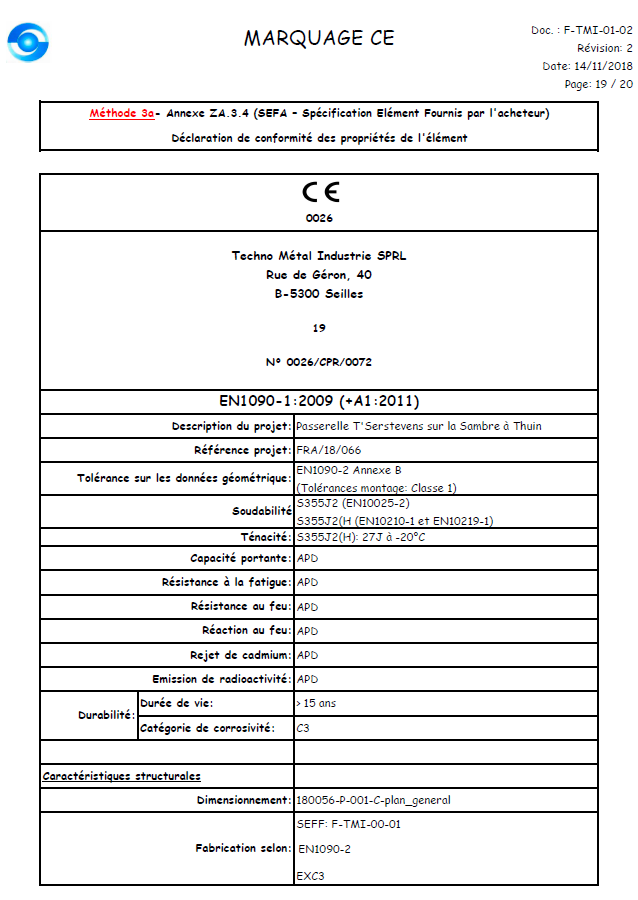 MARQUAGE CE
Doc. : F-TMI-01-02
Révision: 2
Date: 14/11/2018
Page: 19 / 20
Méthode 3a- Annexe ZA.3.4 (SEFA – Spécification Elément Fournis par l'acheteur)
Déclaration de conformité des propriétés de l'élément
CE
0026
Techno Métal Industrie SPRL
Rue de Géron, 40
B-5300 Seilles
19
N° 0026/CPR/0072
EN1090-1:2009 (+A1:2011)
Description du projet: Passerelle T'Serstevens sur la Sambre à Thuin
Référence projet: FRA/18/066
Tolérance sur les données géométrique: EN1090-2 Annexe B
(Tolérances montage: Classe 1)
Soudabilité S355J2 (EN10025-2)
S355J2(H (EN10210-1 et EN10219-1)
Ténacité: S355J2(H): 27J à -20°C
Capacité portante: APD
Résistance à la fatigue: APD
Résistance au feu: APD
Réaction au feu: APD
Rejet de cadmium: APD
Emission de radioactivité: APD
Durabilité: Durée de vie: > 15 ans
Catégorie de corrosivité: C3
Caractéristiques structurales
Dimensionnement: 180056-P-001-C-plan_general
Fabrication selon: SEFF: F-TMI-00-01
EN1090-2
EXC3